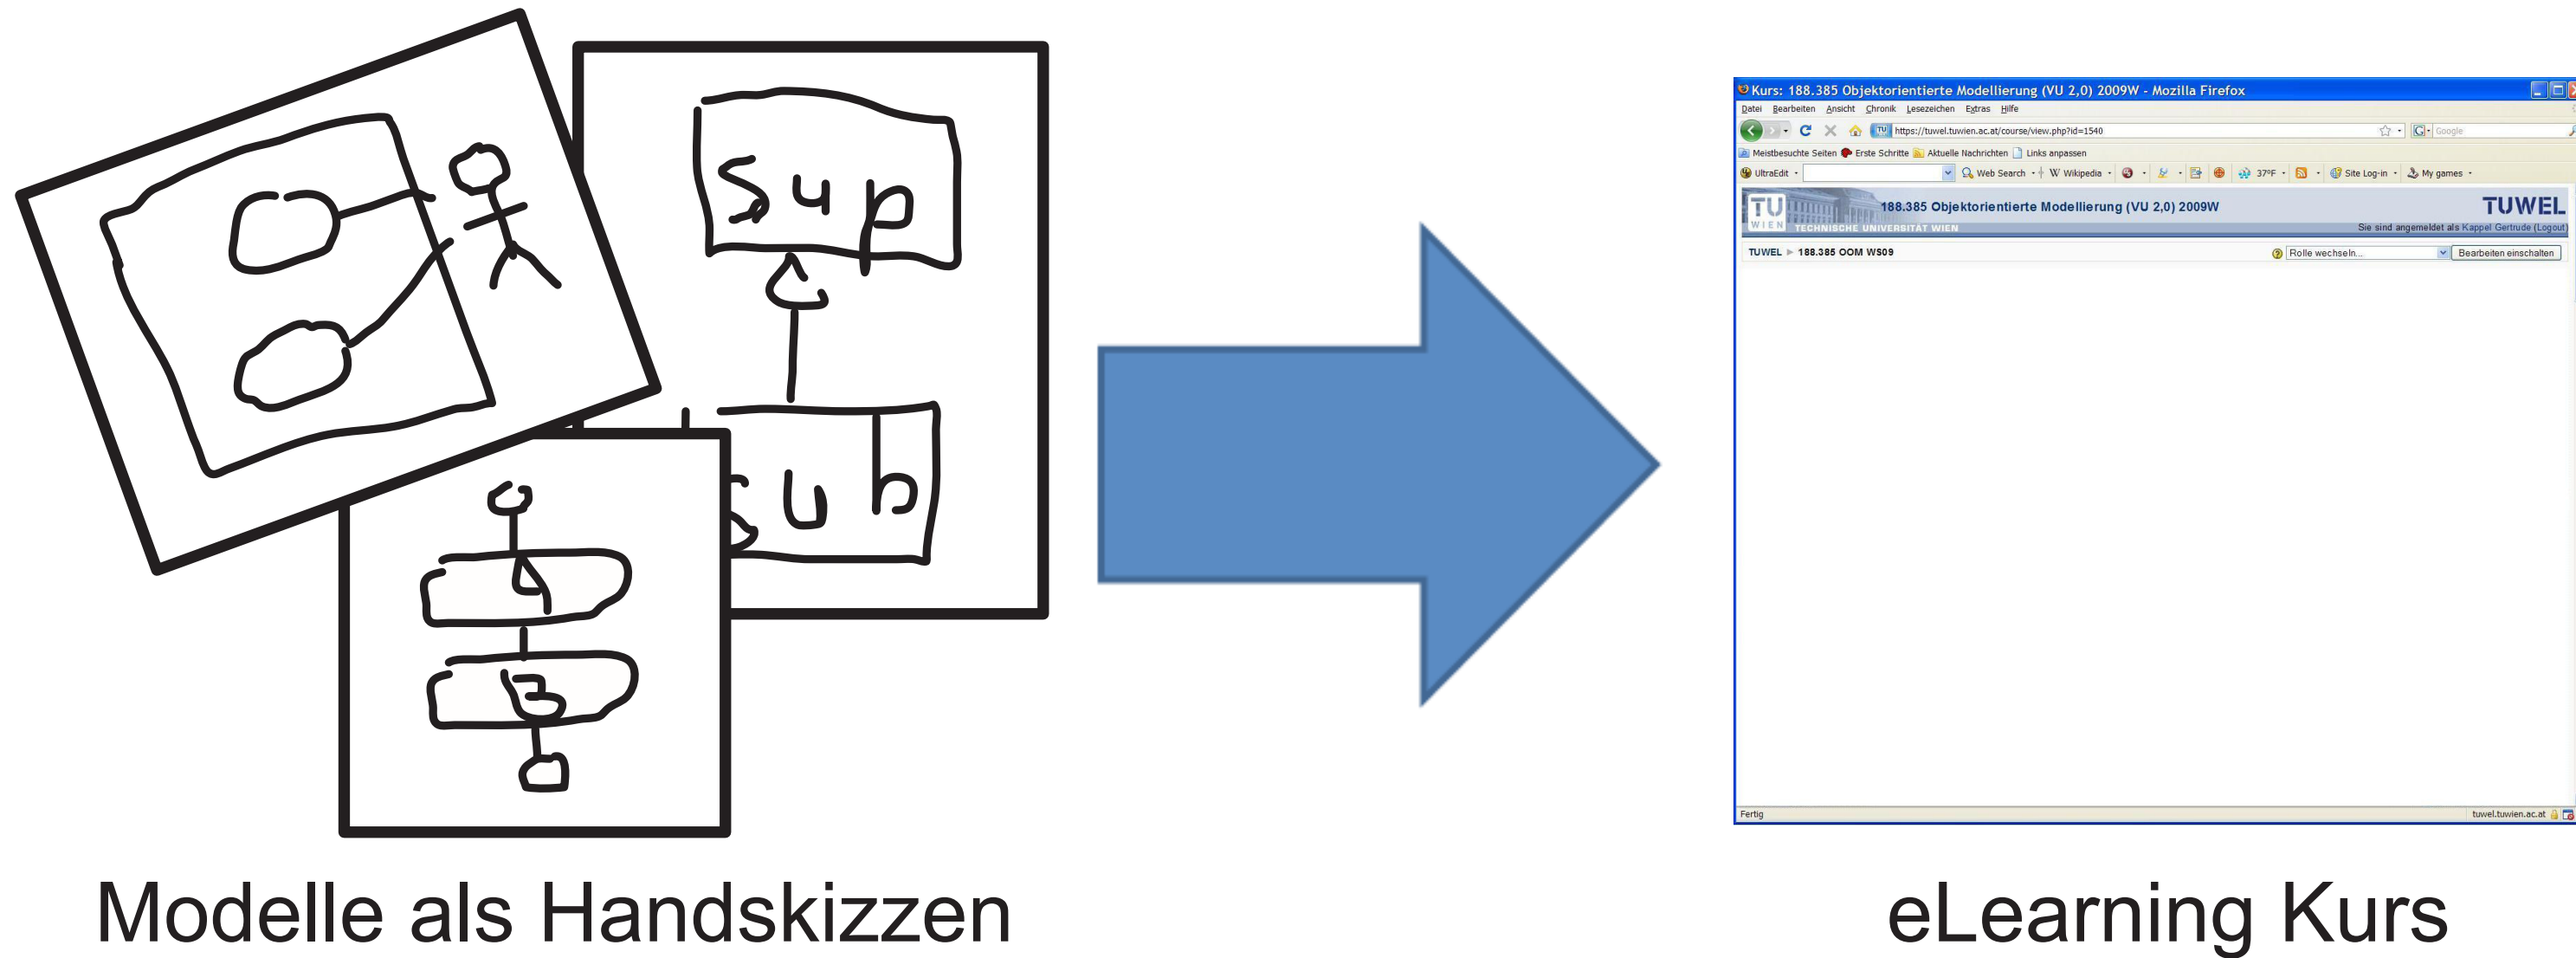 Sup
Sub
A
B
Modelle als Handskizzen
Kurs: 188.385 Objektorientierte Modellierung (VU 2,0) 2009W - Mozilla Firefox
Datei Bearbeiten Ansicht Chronik Lesezeichen Extras Hilfe
https://tuwel.tuwien.ac.at/course/view.php?id=1540
Google
Meistbesuchte Seiten Erste Schritte Aktuelle Nachrichten Links anpassen
UltraEdit Web Search W Wikipedia 37°F Site Log-in My games
TU WIEN
188.385 Objektorientierte Modellierung (VU 2,0) 2009W
TUWEL
TECHNISCHE UNIVERSITÄT WIEN
Sie sind angemeldet als Kappel Gertrude (Logout)
TUWEL ► 188.385 OOM WS09
Rolle wechseln...
Bearbeiten einschalten
Fertig
tuwel.tuwien.ac.at
eLearning Kurs